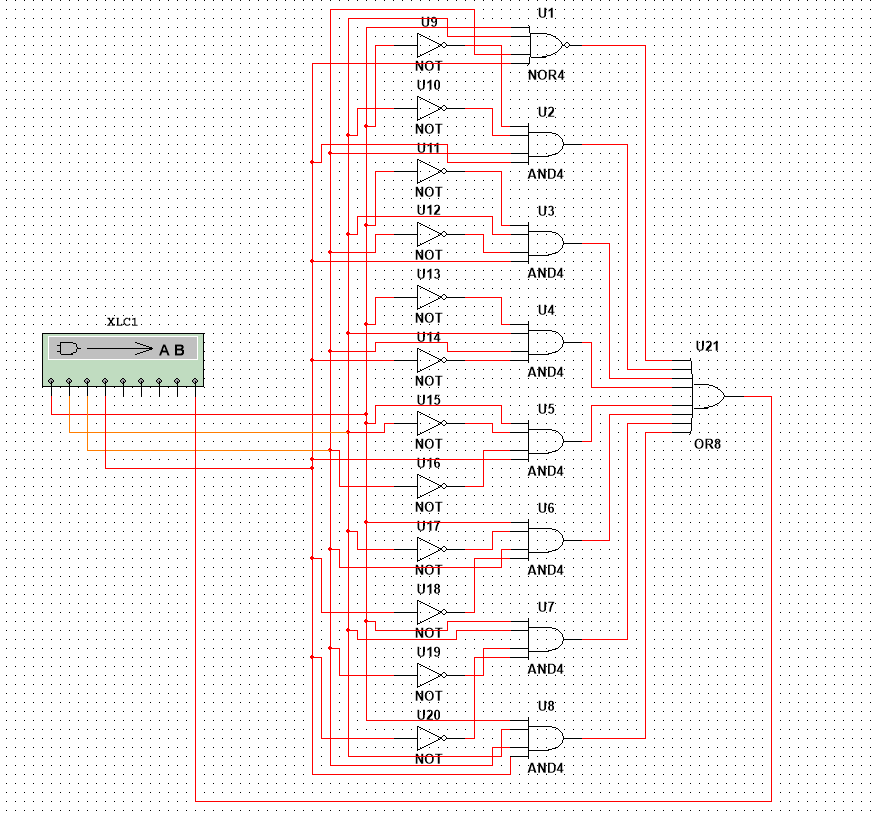 U1
U9
NOT
NOR4
U10
U2
NOT
U11
AND4
NOT
U12
U3
NOT
AND4
U13
U4
NOT
XLC1
U14
A B
U21
AND4
NOT
U15
U5
NOT
OR8
U16
AND4
NOT
U6
U17
NOT
AND4
U18
U7
NOT
U19
AND4
NOT
U8
U20
NOT
AND4